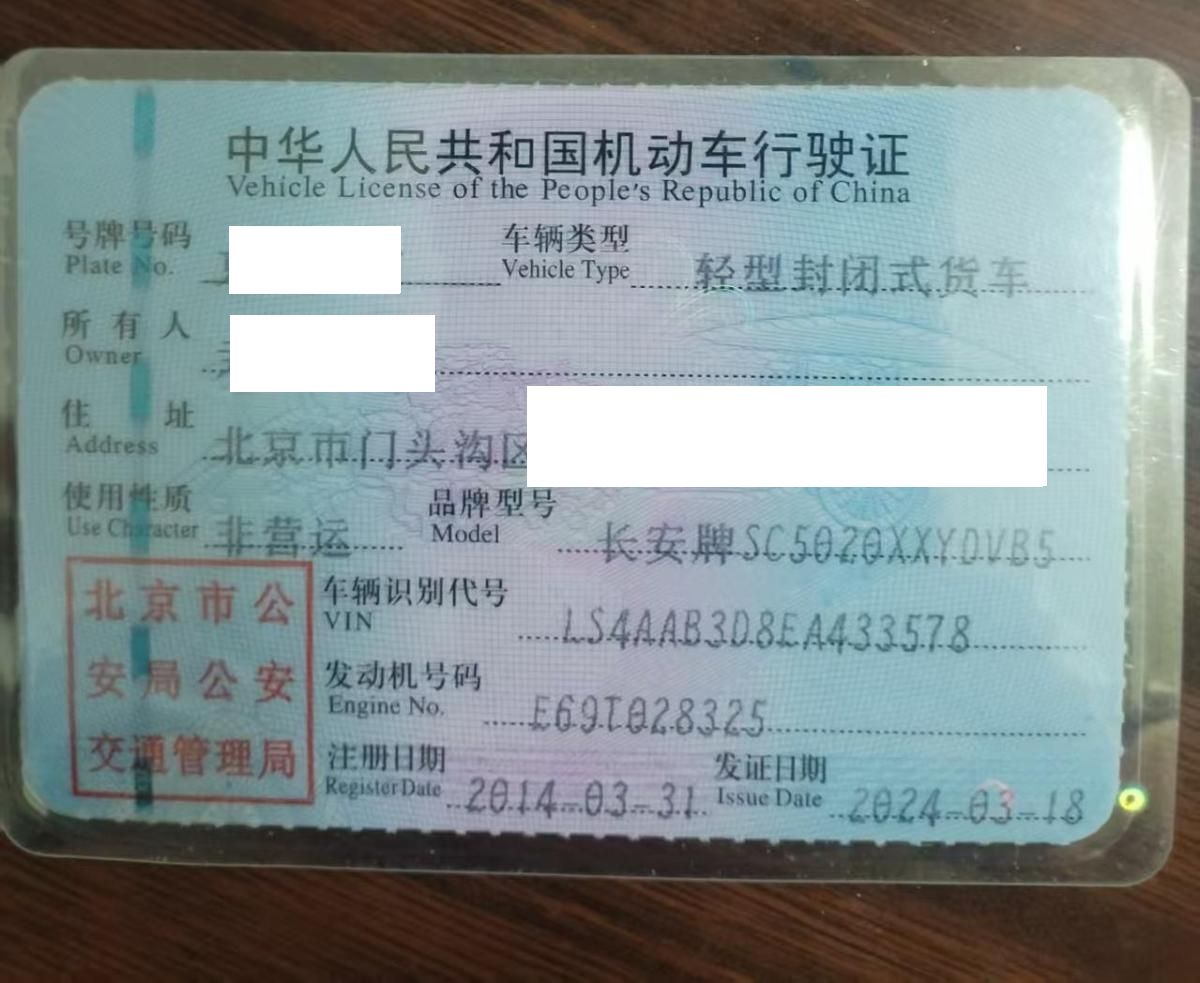 中华人民共和国机动车行驶证
Vehicle License of the People's Republic of China
号牌号码 车辆类型 轻型封闭式货车
Plate No. Vehicle Type
所有人
Owner
住址 北京市门头沟区
Address
使用性质 非营运 品牌型号 长安牌SC5020XXYDVB5
Use Character Model
北京市公
安局公安
交通管理局
车辆识别代号 LS4AAB3D8EA433578
VIN
发动机号码 E69T028325
Engine No.
注册日期 2014-03-31 发证日期 2024-03-18
Register Date Issue Date